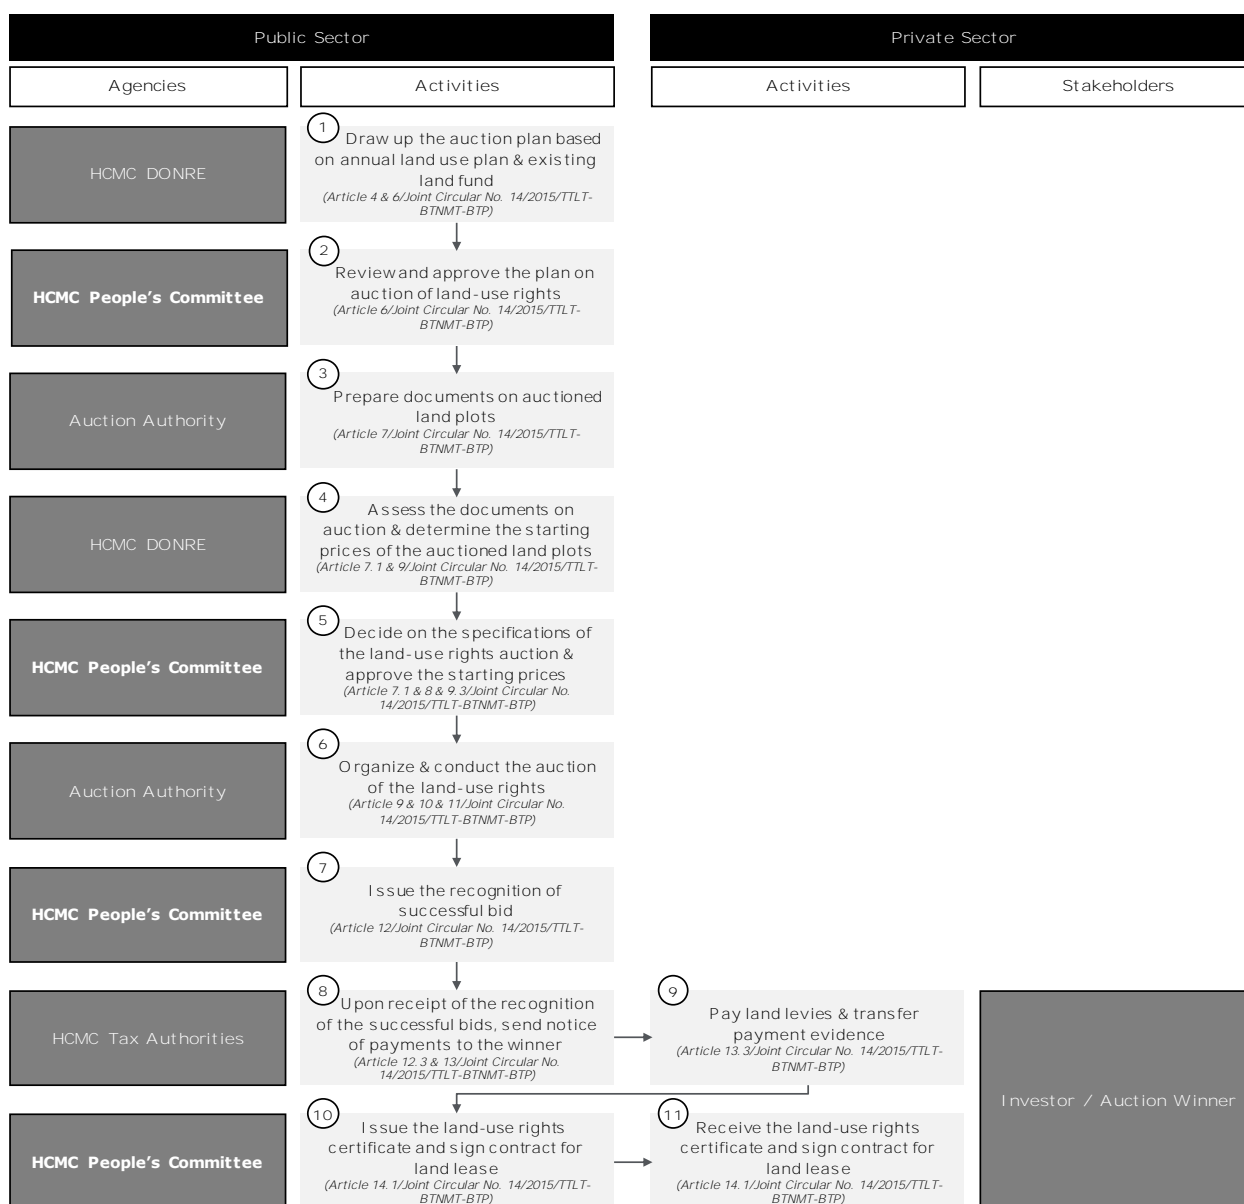 Public Sector
Private Sector
Agencies
Activities
Activities
Stakeholders
HCMC DONRE
1
Draw up the auction plan based
on annual land use plan & existing
land fund
(Article 4 & 6/Joint Circular No. 14/2015/TTLT-
BTNMT-BTP)
HCMC People's Committee
2
Review and approve the plan on
auction of land-use rights
(Article 6/Joint Circular No. 14/2015/TTLT-
BTNMT-BTP)
Auction Authority
3
Prepare documents on auctioned
land plots
(Article 7/Joint Circular No. 14/2015/TTLT-
BTNMT-BTP)
HCMC DONRE
4
Assess the documents on
auction & determine the starting
prices of the auctioned land plots
(Article 7.1 & 9/Joint Circular No. 14/2015/TTLT-
BTNMT-BTP)
HCMC People's Committee
5
Decide on the specifications of
the land-use rights auction &
approve the starting prices
(Article 7.1 & 8 & 9.3/Joint Circular No.
14/2015/TTLT-BTNMT-BTP)
Auction Authority
6
Organize & conduct the auction
of the land-use rights
(Article 9 & 10 & 11/Joint Circular No.
14/2015/TTLT-BTNMT-BTP)
HCMC People's Committee
7
Issue the recognition of
successful bid
(Article 12/Joint Circular No. 14/2015/TTLT-
BTNMT-BTP)
HCMC Tax Authorities
8
Upon receipt of the recognition
of the successful bids, send notice
of payments to the winner
(Article 12.3 & 13/Joint Circular No.
14/2015/TTLT-BTNMT-BTP)
9
Pay land levies & transfer
payment evidence
(Article 13.3/Joint Circular No. 14/2015/TTLT-
BTNMT-BTP)
Investor / Auction Winner
HCMC People's Committee
10
Issue the land-use rights
certificate and sign contract for
land lease
(Article 14.1/Joint Circular No. 14/2015/TTLT-
BTNMT-BTP)
11
Receive the land-use rights
certificate and sign contract for
land lease
(Article 14.1/Joint Circular No. 14/2015/TTLT-
BTNMT-BTP)